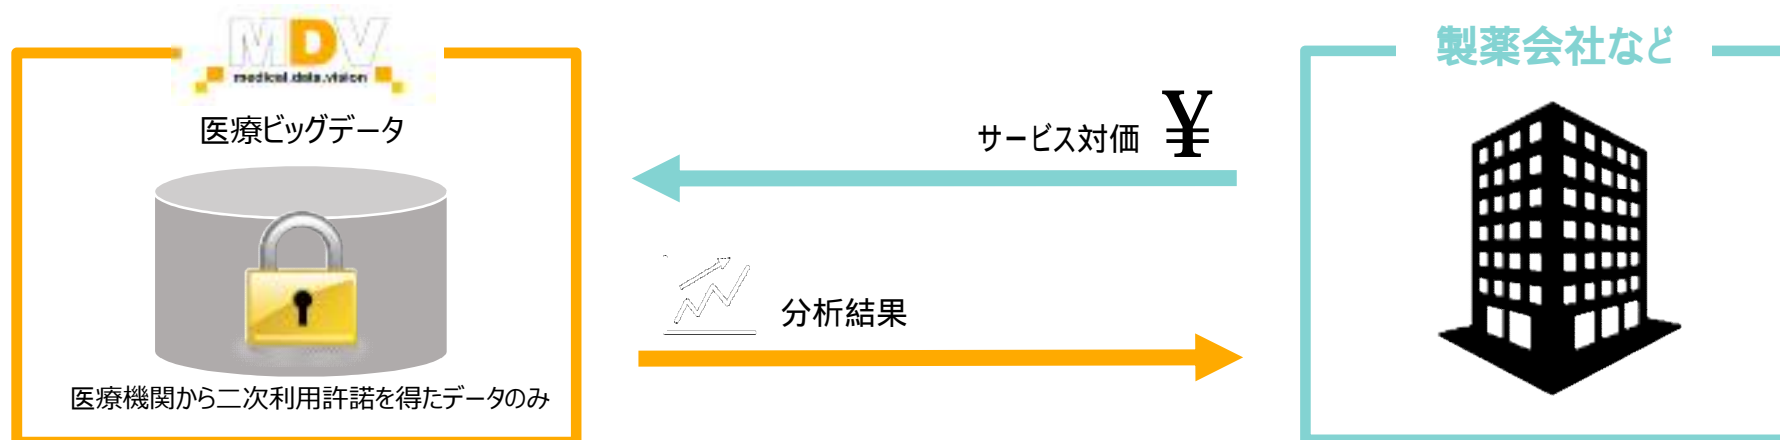 MDV
medical.data.vision
医療ビッグデータ
医療機関から二次利用許諾を得たデータのみ
サービス対価 ¥
分析結果
製薬会社など